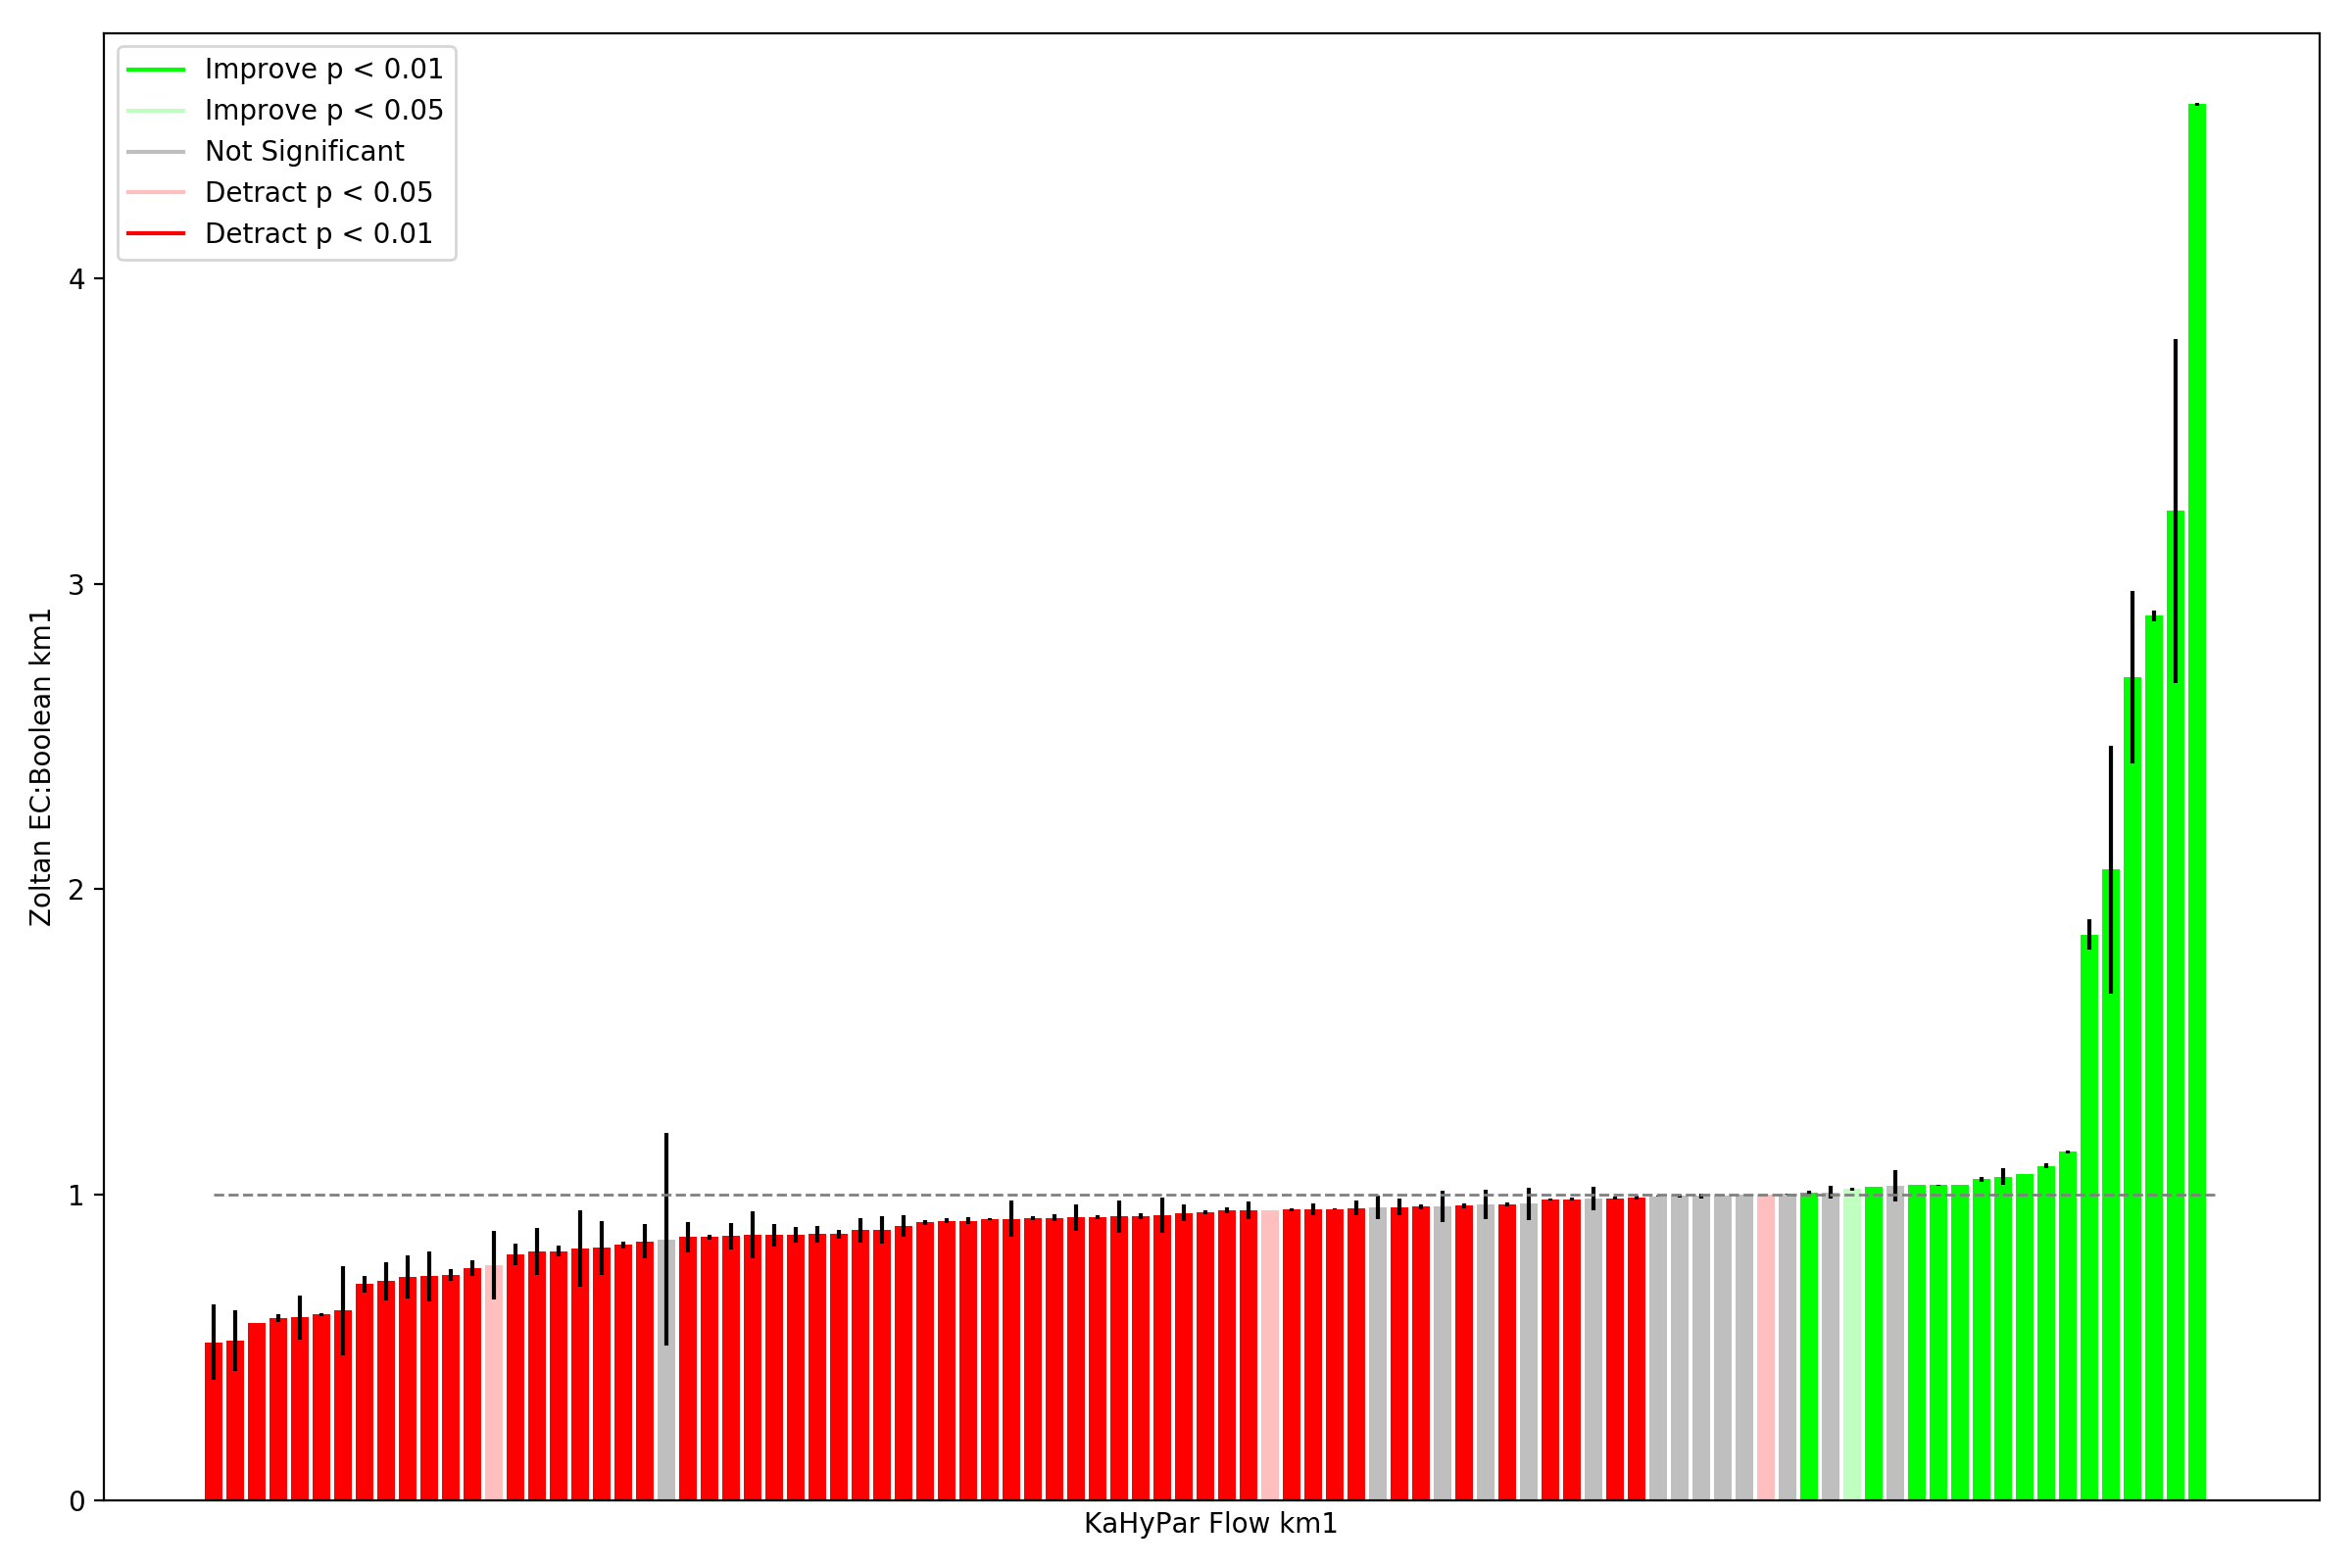 Improve p < 0.01
Improve p < 0.05
Not Significant
Detract p < 0.05
Detract p < 0.01
4
3
2
1
0
Zoltan EC:Boolean km1
KaHyPar Flow km1